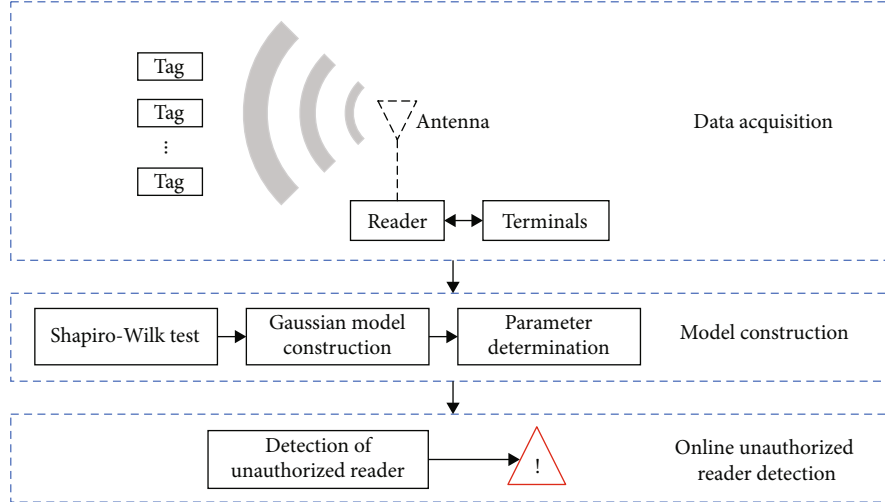 Tag
Tag
...
Tag
Antenna
Reader
Terminals
Data acquisition
Shapiro-Wilk test
Gaussian model
construction
Parameter
determination
Model construction
Detection of
unauthorized reader
!
Online unauthorized
reader detection